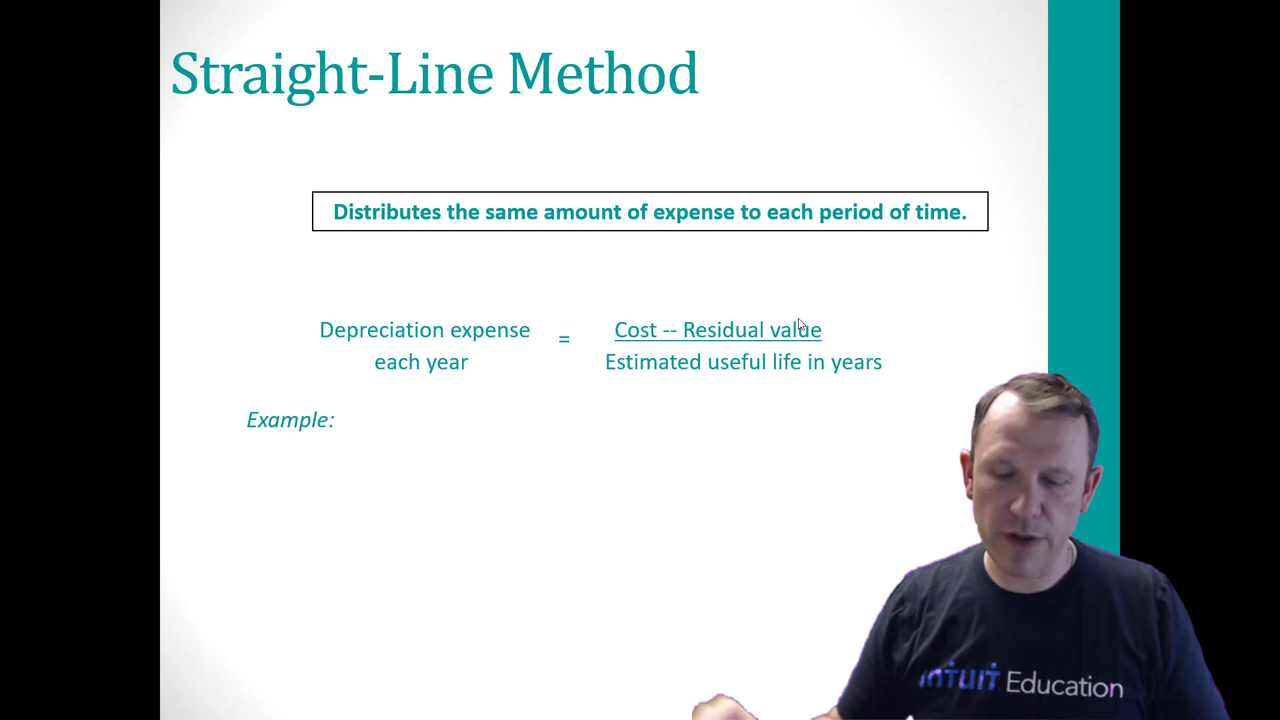 Straight-Line Method
Distributes the same amount of expense to each period of time.
Depreciation expense = Cost -- Residual value
each year Estimated useful life in years
Example:
intuit Education